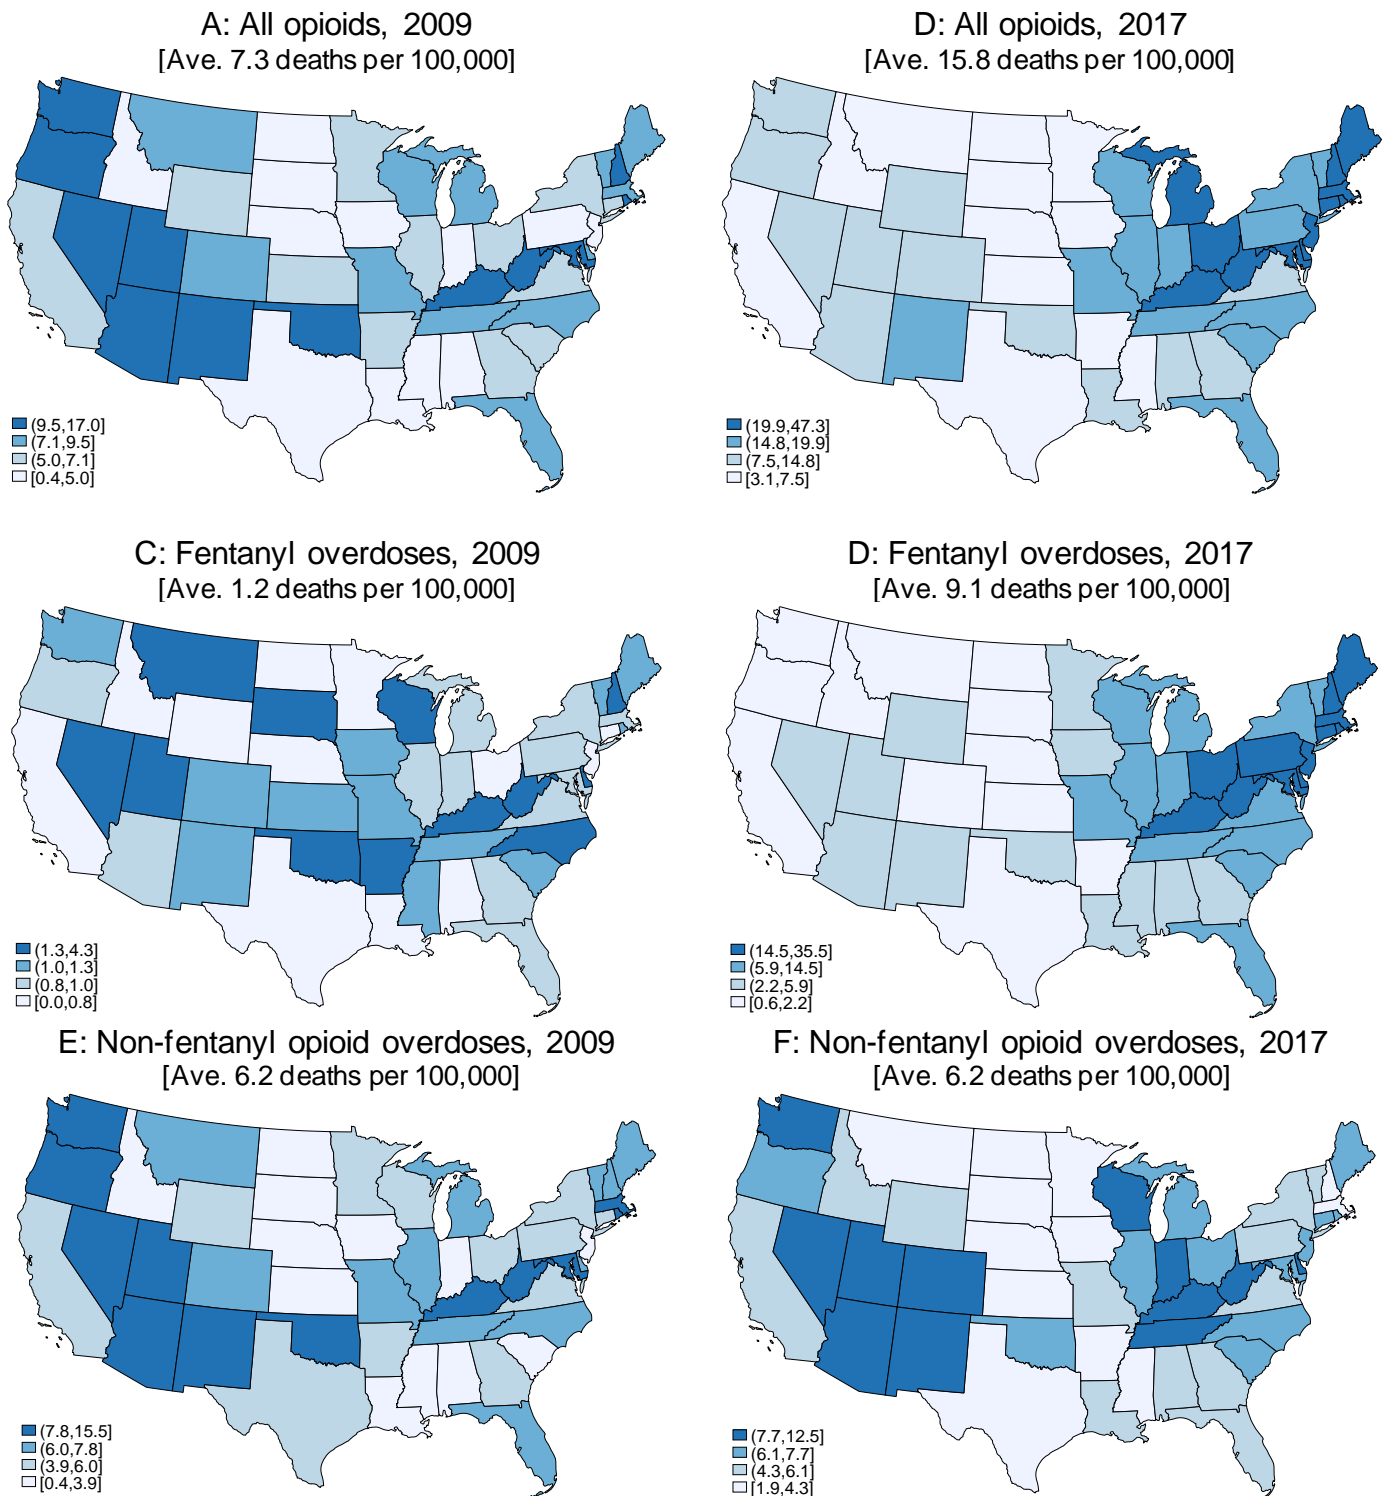 A: All opioids, 2009
[Ave. 7.3 deaths per 100,000]
(9.5,17.0]
(7.1,9.5]
(5.0,7.1]
[0.4,5.0]
D: All opioids, 2017
[Ave. 15.8 deaths per 100,000]
(19.9,47.3]
(14.8,19.9]
(7.5,14.8]
[3.1,7.5]
C: Fentanyl overdoses, 2009
[Ave. 1.2 deaths per 100,000]
(1.3,4.3]
(1.0,1.3]
(0.8,1.0]
[0.0,0.8]
D: Fentanyl overdoses, 2017
[Ave. 9.1 deaths per 100,000]
(14.5,35.5]
(5.9,14.5]
(2.2,5.9]
[0.6,2.2]
E: Non-fentanyl opioid overdoses, 2009
[Ave. 6.2 deaths per 100,000]
(7.8,15.5]
(6.0,7.8]
(3.9,6.0]
[0.4,3.9]
F: Non-fentanyl opioid overdoses, 2017
[Ave. 6.2 deaths per 100,000]
(7.7,12.5]
(6.1,7.7]
(4.3,6.1]
[1.9,4.3]